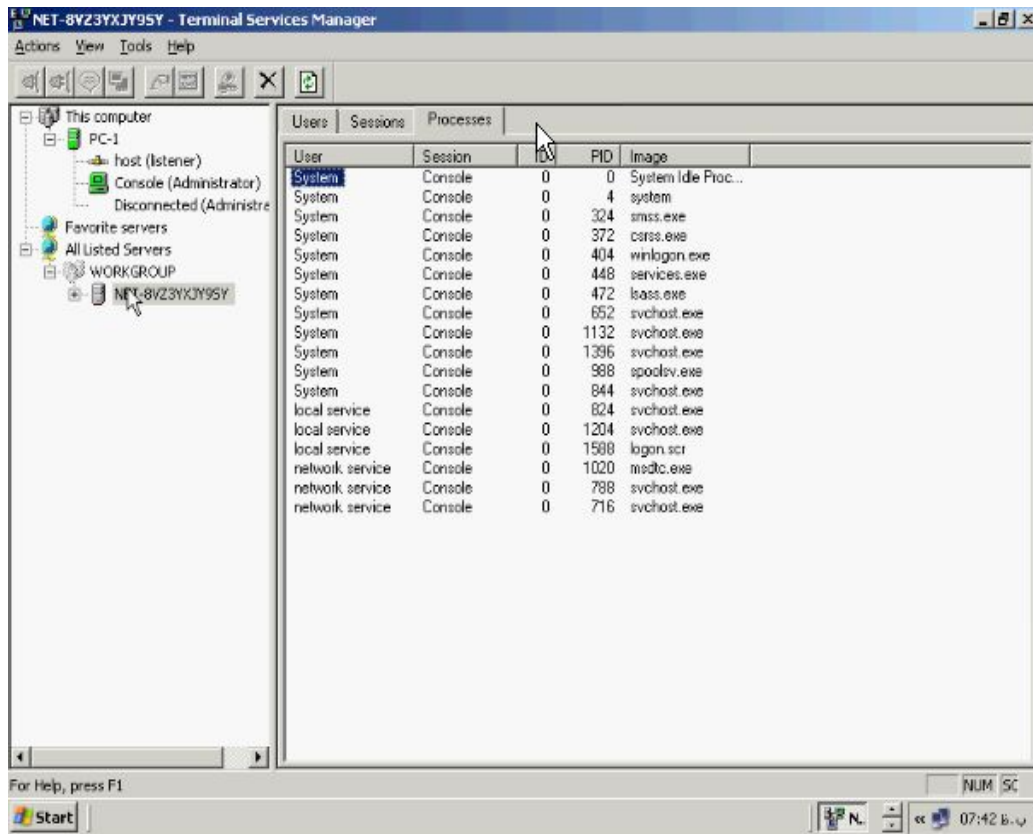 NET-8VZ3YXJY9SY - Terminal Services Manager
Actions View Tools Help
This computer
PC-1
host (listener)
Console (Administrator)
Disconnected (Administre
Favorite servers
All Listed Servers
WORKGROUP
NET-8VZ3YXJY9SY
Users Sessions Processes
User Session ID PID Image
System Console 0 0 System Idle Proc...
System Console 0 4 system
System Console 0 324 smss.exe
System Console 0 372 csrss.exe
System Console 0 404 winlogon.exe
System Console 0 448 services.exe
System Console 0 472 lsass.exe
System Console 0 652 svchost.exe
System Console 0 1132 svchost.exe
System Console 0 1396 svchost.exe
System Console 0 988 spoolsv.exe
System Console 0 844 svchost.exe
local service Console 0 824 svchost.exe
local service Console 0 1204 svchost.exe
local service Console 0 1588 logon.scr
network service Console 0 1020 msdtc.exe
network service Console 0 788 svchost.exe
network service Console 0 716 svchost.exe
For Help, press F1
NUM SC
Start N... « 07:42 ب.ظ